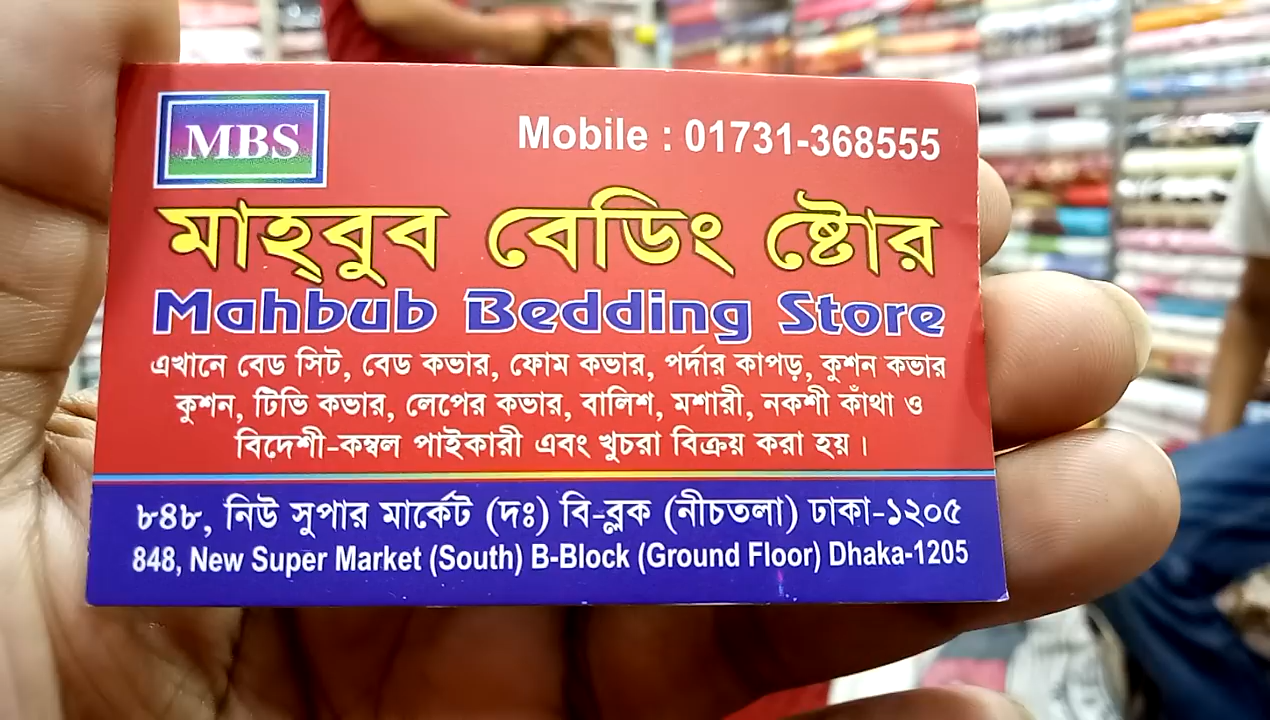 MBS
Mobile : 01731-368555
মাহ্বুব বেডিং ষ্টোর
Mahbub Bedding Store
এখানে বেড সিট, বেড কভার, ফোম কভার, পর্দার কাপড়, কুশন কভার
কুশন, টিভি কভার, লেপের কভার, বালিশ, মশারী, নকশী কাঁথা ও
বিদেশী-কম্বল পাইকারী এবং খুচরা বিক্রয় করা হয়।
৮৪৮, নিউ সুপার মার্কেট (দঃ) বি-ব্লক (নীচতলা) ঢাকা-১২০৫
848, New Super Market (South) B-Block (Ground Floor) Dhaka-1205